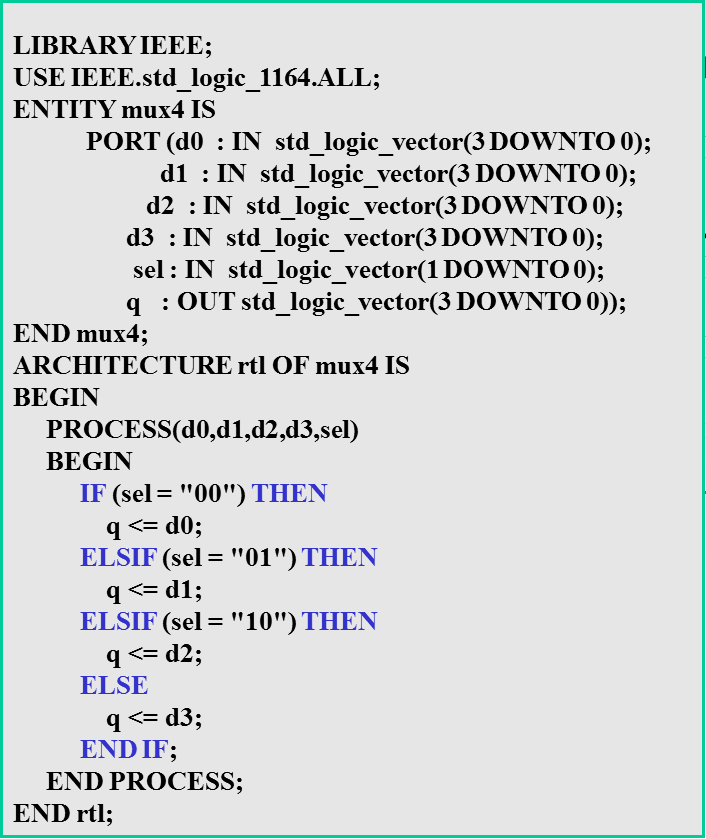 LIBRARY IEEE;
USE IEEE.std_logic_1164.ALL;
ENTITY mux4 IS
PORT (d0 : IN std_logic_vector(3 DOWNTO 0);
d1 : IN std_logic_vector(3 DOWNTO 0);
d2 : IN std_logic_vector(3 DOWNTO 0);
d3 : IN std_logic_vector(3 DOWNTO 0);
sel : IN std_logic_vector(1 DOWNTO 0);
q : OUT std_logic_vector(3 DOWNTO 0));
END mux4;
ARCHITECTURE rtl OF mux4 IS
BEGIN
PROCESS(d0,d1,d2,d3,sel)
BEGIN
IF (sel = "00") THEN
q <= d0;
ELSIF (sel = "01") THEN
q <= d1;
ELSIF (sel = "10") THEN
q <= d2;
ELSE
q <= d3;
END IF;
END PROCESS;
END rtl;